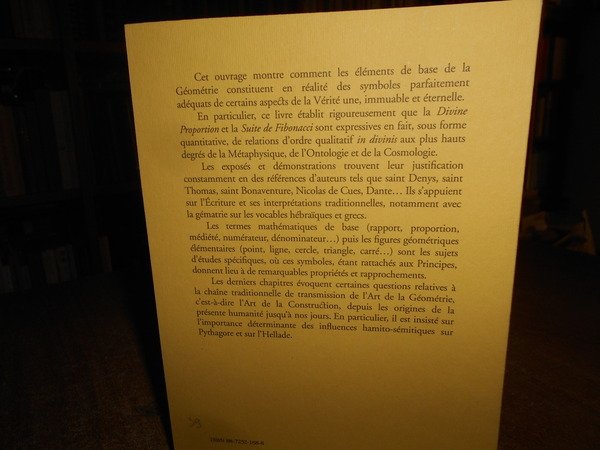 Cet ouvrage montre comment les éléments de base de la
Géométrie constituent en réalité des symboles parfaitement
adéquats de certains aspects de la Vérité une, immuable et éternelle.
En particulier, ce livre établit rigoureusement que la Divine
Proportion et la Suite de Fibonacci sont expressives en fait, sous forme
quantitative, de relations d'ordre qualitatif in divinis aux plus hauts
degrés de la Métaphysique, de l'Ontologie et de la Cosmologie.
Les exposés et démonstrations trouvent leur justification
constamment en des références d'auteurs tels que saint Denys, saint
Thomas, saint Bonaventure, Nicolas de Cues, Dante… Ils s'appuient
sur l'Écriture et ses interprétations traditionnelles, notamment avec
la gématrie sur les vocables hébraïques et grecs.
Les termes mathématiques de base (rapport, proportion,
médiété, numérateur, dénominateur…) puis les figures géométriques
élémentaires (point, ligne, cercle, triangle, carré…) sont les sujets
d'études spécifiques, où ces symboles, étant rattachés aux Principes,
donnent lieu à de remarquables propriétés et rapprochements.
Les derniers chapitres évoquent certaines questions relatives à
la chaîne traditionnelle de transmission de l'Art de la Géométrie,
c'est-à-dire l'Art de la Construction, depuis les origines de la
présente humanité jusqu'à nos jours. En particulier, il est insisté sur
l'importance déterminante des influences hamito-sémitiques sur
Pythagore et sur l'Hellade.
ISBN: 88-7252-168-8